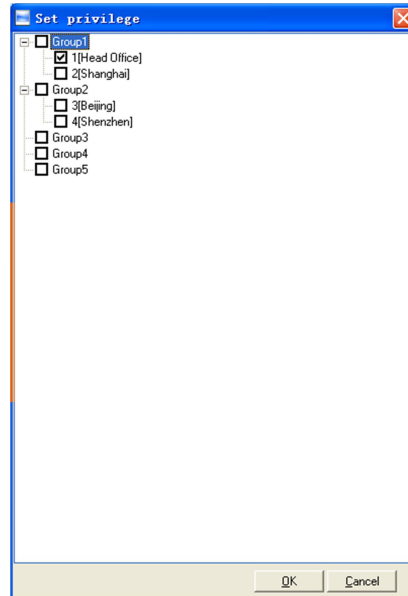 Set privilege
Group1
1[Head Office]
2[Shanghai]
Group2
3[Beijing]
4[Shenzhen]
Group3
Group4
Group5
OK Cancel